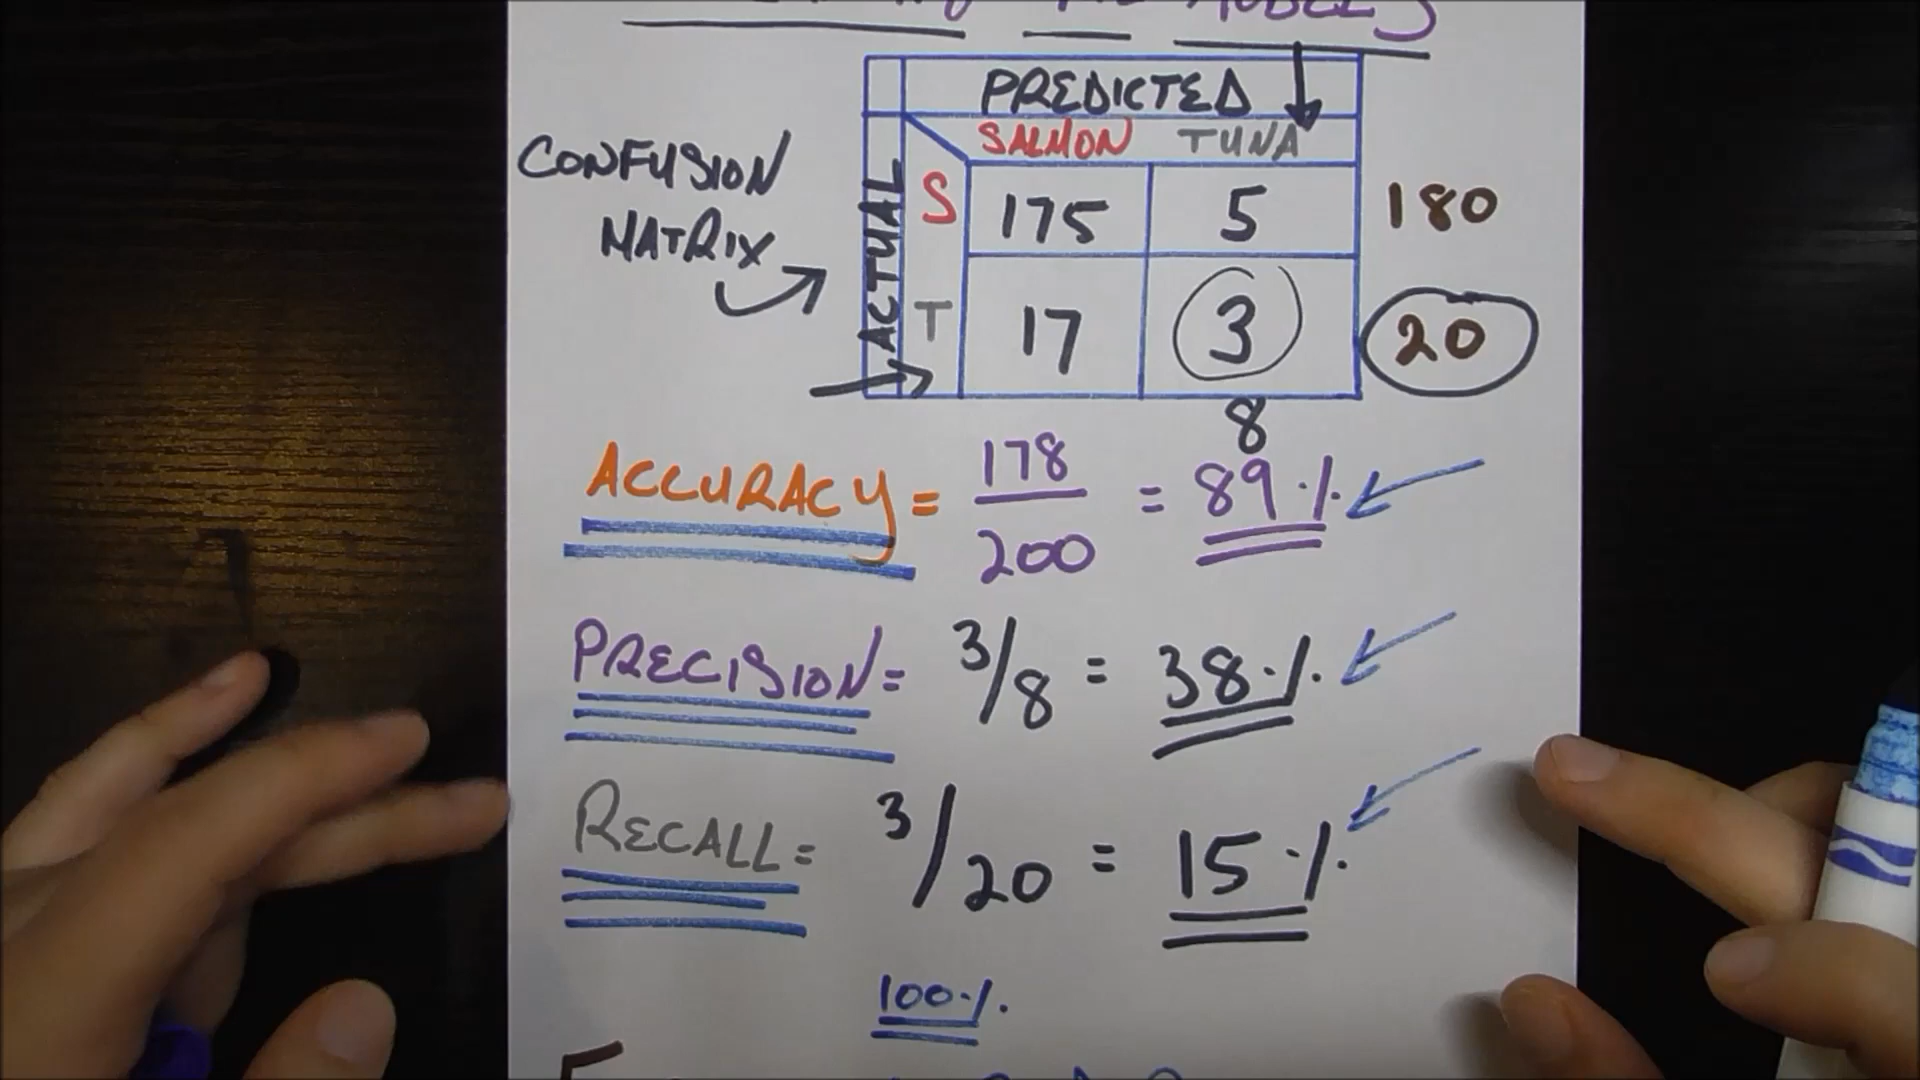 MODELS
PREDICTED
SALMON TUNA
CONFUSION
MATRIX
ACTUAL
S 175 5 180
T 17 3 20
8
ACCURACY = 178/200 = 89%
PRECISION = 3/8 = 38%
RECALL = 3/20 = 15%
100%